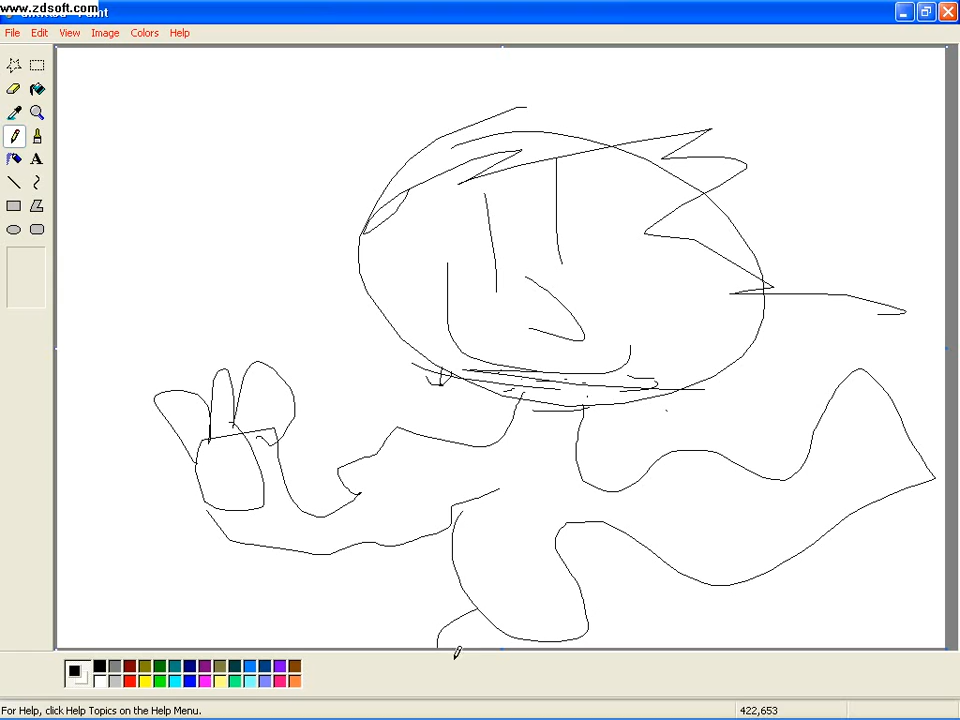 www.zdsoft.com
File Edit View Image Colors Help
A
For Help, click Help Topics on the Help Menu.
422,653